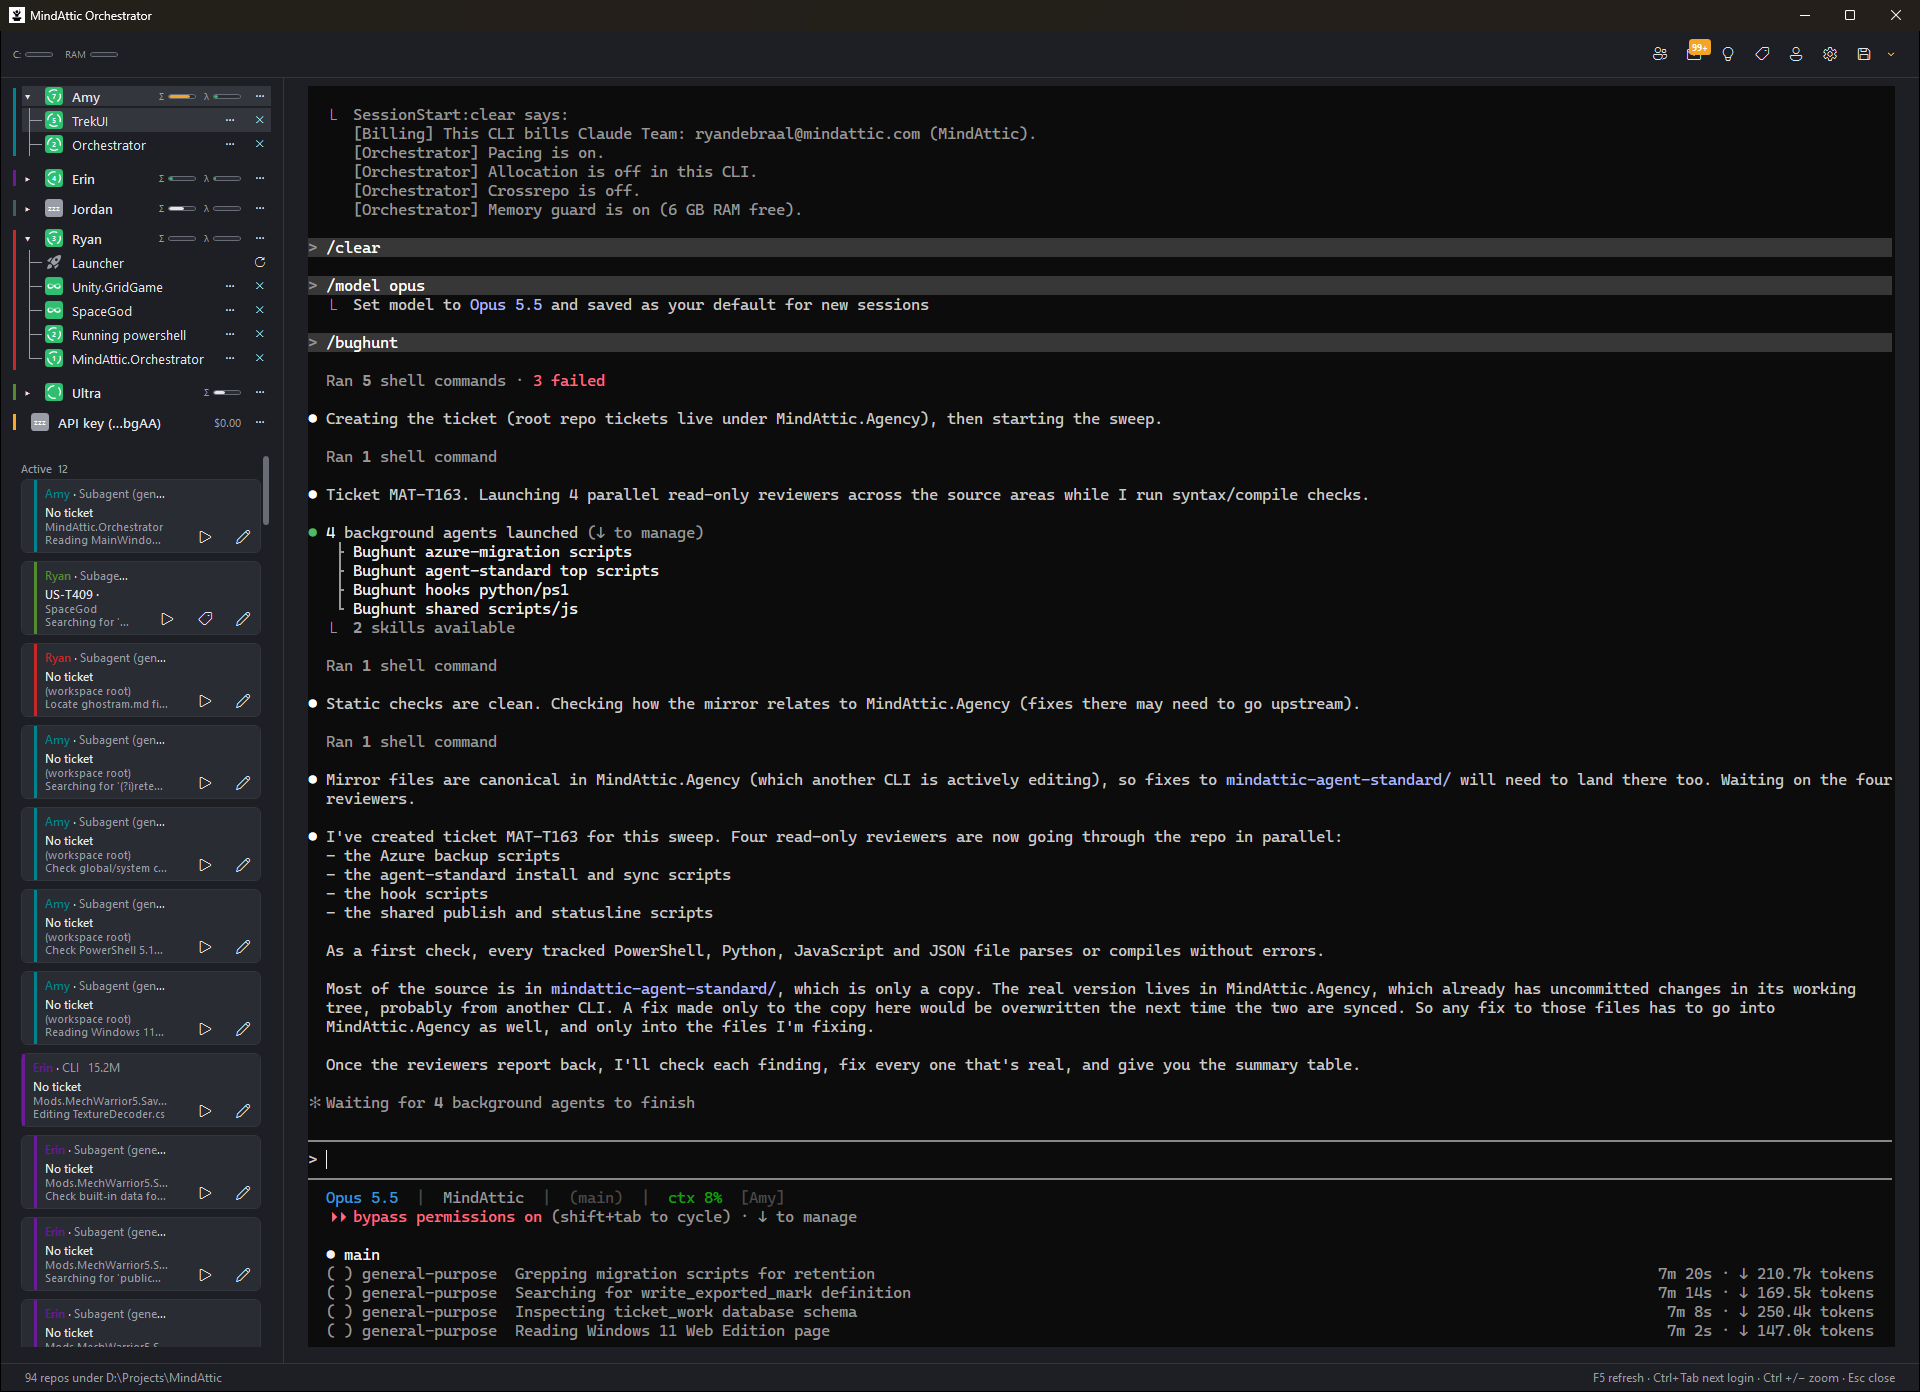 MindAttic Orchestrator
C: RAM
99+
Amy Σ λ ...
TrekUI ... ×
Orchestrator ... ×
Erin Σ λ ...
Jordan Σ λ ...
Ryan Σ λ ...
Launcher
Unity.GridGame ... ×
SpaceGod ... ×
Running powershell ... ×
MindAttic.Orchestrator ... ×
Ultra Σ ...
API key (...bgAA) $0.00 ...
Active 12
Amy · Subagent (gen...
No ticket
MindAttic.Orchestrator
Reading MainWindo...
Ryan · Subage...
US-T409 ·
SpaceGod
Searching for '...
Ryan · Subagent (gen...
No ticket
(workspace root)
Locate ghostram.md fi...
Amy · Subagent (gen...
No ticket
(workspace root)
Searching for '(?i)rete...
Amy · Subagent (gen...
No ticket
(workspace root)
Check global/system c...
Amy · Subagent (gen...
No ticket
(workspace root)
Check PowerShell 5.1...
Amy · Subagent (gen...
No ticket
(workspace root)
Reading Windows 11...
Erin · CLI 15.2M
No ticket
Mods.MechWarrior5.Sav...
Editing TextureDecoder.cs
Erin · Subagent (gene...
No ticket
Mods.MechWarrior5.S...
Check built-in data fo...
Erin · Subagent (gene...
No ticket
Mods.MechWarrior5.S...
Searching for 'public...
Erin · Subagent (gene...
No ticket
Mods.MechWarrior5.S...
SessionStart:clear says:
[Billing] This CLI bills Claude Team: ryandebraal@mindattic.com (MindAttic).
[Orchestrator] Pacing is on.
[Orchestrator] Allocation is off in this CLI.
[Orchestrator] Crossrepo is off.
[Orchestrator] Memory guard is on (6 GB RAM free).
> /clear
> /model opus
Set model to Opus 5.5 and saved as your default for new sessions
> /bughunt
Ran 5 shell commands · 3 failed
● Creating the ticket (root repo tickets live under MindAttic.Agency), then starting the sweep.
Ran 1 shell command
● Ticket MAT-T163. Launching 4 parallel read-only reviewers across the source areas while I run syntax/compile checks.
● 4 background agents launched (↓ to manage)
Bughunt azure-migration scripts
Bughunt agent-standard top scripts
Bughunt hooks python/ps1
Bughunt shared scripts/js
2 skills available
Ran 1 shell command
● Static checks are clean. Checking how the mirror relates to MindAttic.Agency (fixes there may need to go upstream).
Ran 1 shell command
● Mirror files are canonical in MindAttic.Agency (which another CLI is actively editing), so fixes to mindattic-agent-standard/ will need to land there too. Waiting on the four
reviewers.
● I've created ticket MAT-T163 for this sweep. Four read-only reviewers are now going through the repo in parallel:
- the Azure backup scripts
- the agent-standard install and sync scripts
- the hook scripts
- the shared publish and statusline scripts
As a first check, every tracked PowerShell, Python, JavaScript and JSON file parses or compiles without errors.
Most of the source is in mindattic-agent-standard/, which is only a copy. The real version lives in MindAttic.Agency, which already has uncommitted changes in its working
tree, probably from another CLI. A fix made only to the copy here would be overwritten the next time the two are synced. So any fix to those files has to go into
MindAttic.Agency as well, and only into the files I'm fixing.
Once the reviewers report back, I'll check each finding, fix every one that's real, and give you the summary table.
✻ Waiting for 4 background agents to finish
>
Opus 5.5 | MindAttic | (main) | ctx 8% [Amy]
⏵⏵ bypass permissions on (shift+tab to cycle) · ↓ to manage
● main
( ) general-purpose Grepping migration scripts for retention 7m 20s · ↓ 210.7k tokens
( ) general-purpose Searching for write_exported_mark definition 7m 14s · ↓ 169.5k tokens
( ) general-purpose Inspecting ticket_work database schema 7m 8s · ↓ 250.4k tokens
( ) general-purpose Reading Windows 11 Web Edition page 7m 2s · ↓ 147.0k tokens
94 repos under D:\Projects\MindAttic
F5 refresh · Ctrl+Tab next login · Ctrl +/− zoom · Esc close